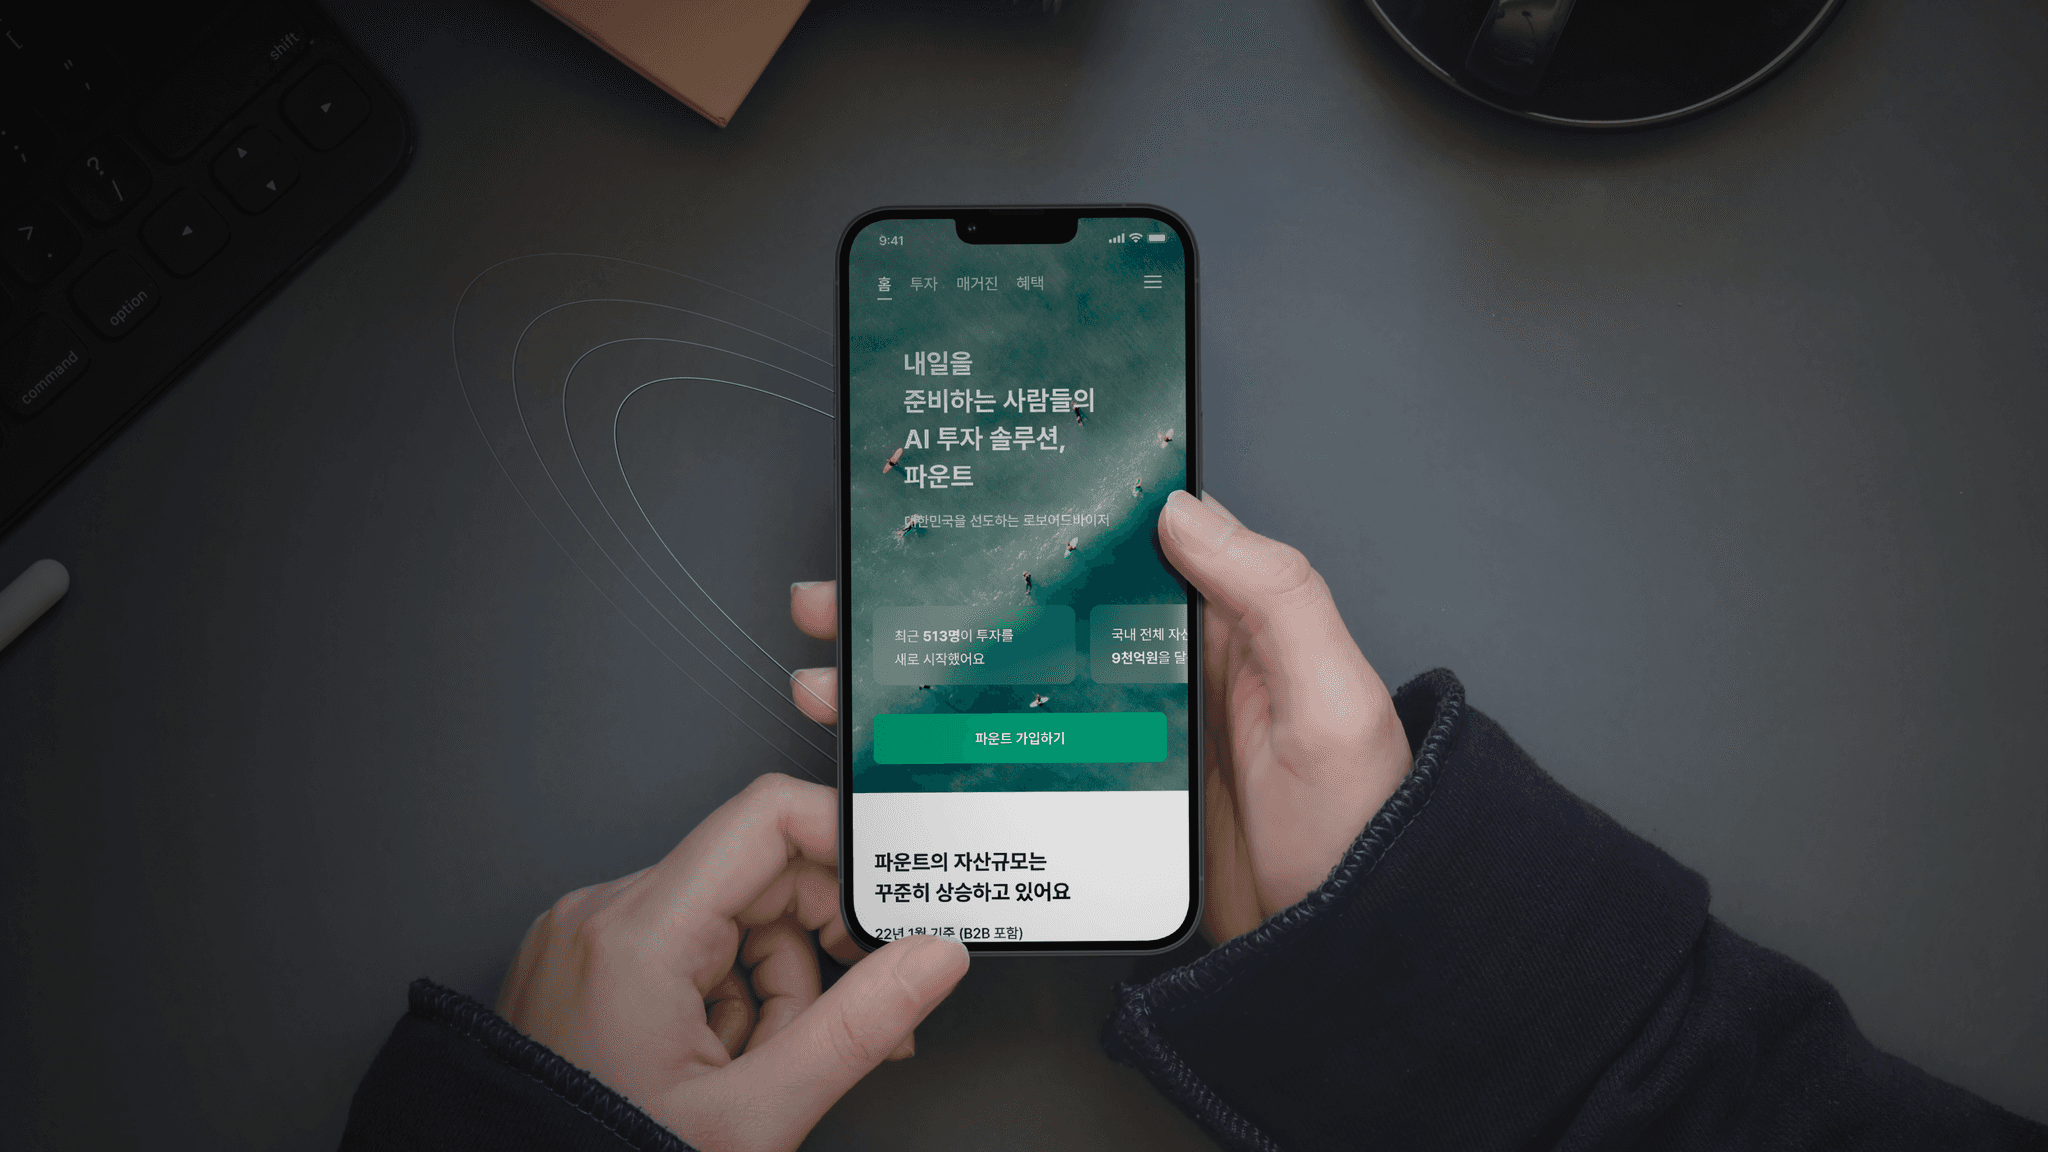 shift
option
command
9:41
홈 투자 매거진 혜택
내일을
준비하는 사람들의
AI 투자 솔루션,
파운트
대한민국을 선도하는 로보어드바이저
최근 513명이 투자를
새로 시작했어요
국내 전체 자산
9천억원을 달
파운트 가입하기
파운트의 자산규모는
꾸준히 상승하고 있어요
22년 1월 기준 (B2B 포함)